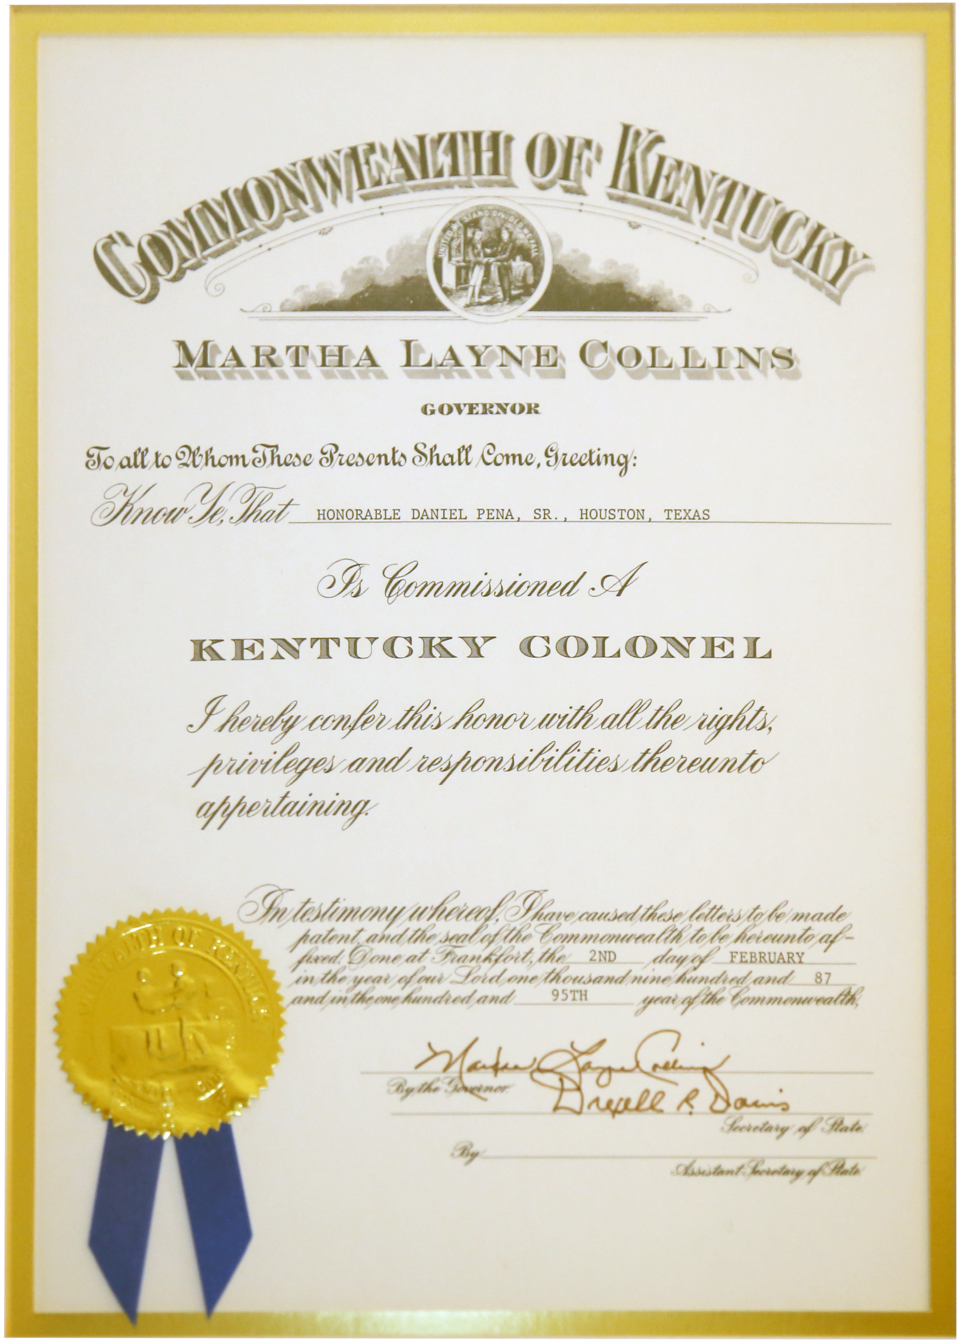 COMMONWEALTH OF KENTUCKY
MARTHA LAYNE COLLINS
GOVERNOR
To all to Whom These Presents Shall Come, Greeting:
Know Ye, That HONORABLE DANIEL PENA, SR., HOUSTON, TEXAS
Is Commissioned A
KENTUCKY COLONEL
I hereby confer this honor with all the rights,
privileges and responsibilities thereunto
appertaining.
In testimony whereof, I have caused these letters to be made
patent, and the seal of the Commonwealth to be hereunto af-
fixed. Done at Frankfort, the 2ND day of FEBRUARY
in the year of our Lord one thousand nine hundred and 87
and in the one hundred and 95TH year of the Commonwealth.
Martha Layne Collins
By the Governor
Drexell R. Davis
Secretary of State
By
Assistant Secretary of State